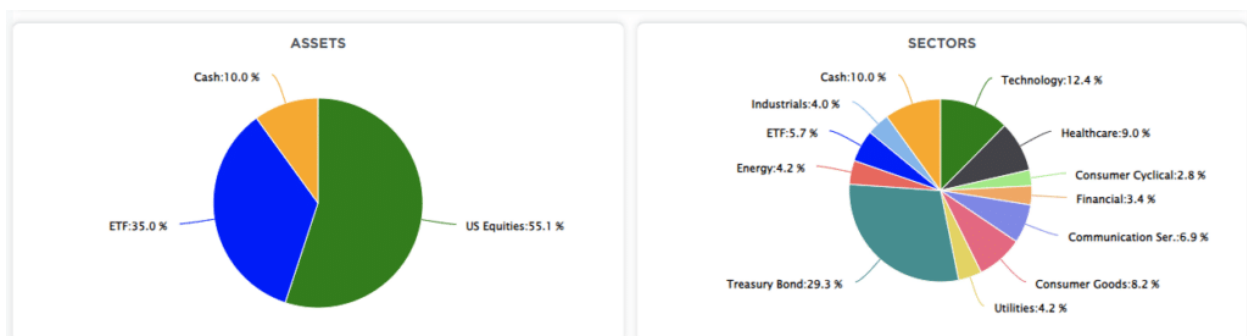 ASSETS
Cash:10.0 %
ETF:35.0 %
US Equities:55.1 %
SECTORS
Cash:10.0 %
Technology:12.4 %
Industrials:4.0 %
ETF:5.7 %
Healthcare:9.0 %
Energy:4.2 %
Consumer Cyclical:2.8 %
Financial:3.4 %
Communication Ser.:6.9 %
Treasury Bond:29.3 %
Consumer Goods:8.2 %
Utilities:4.2 %